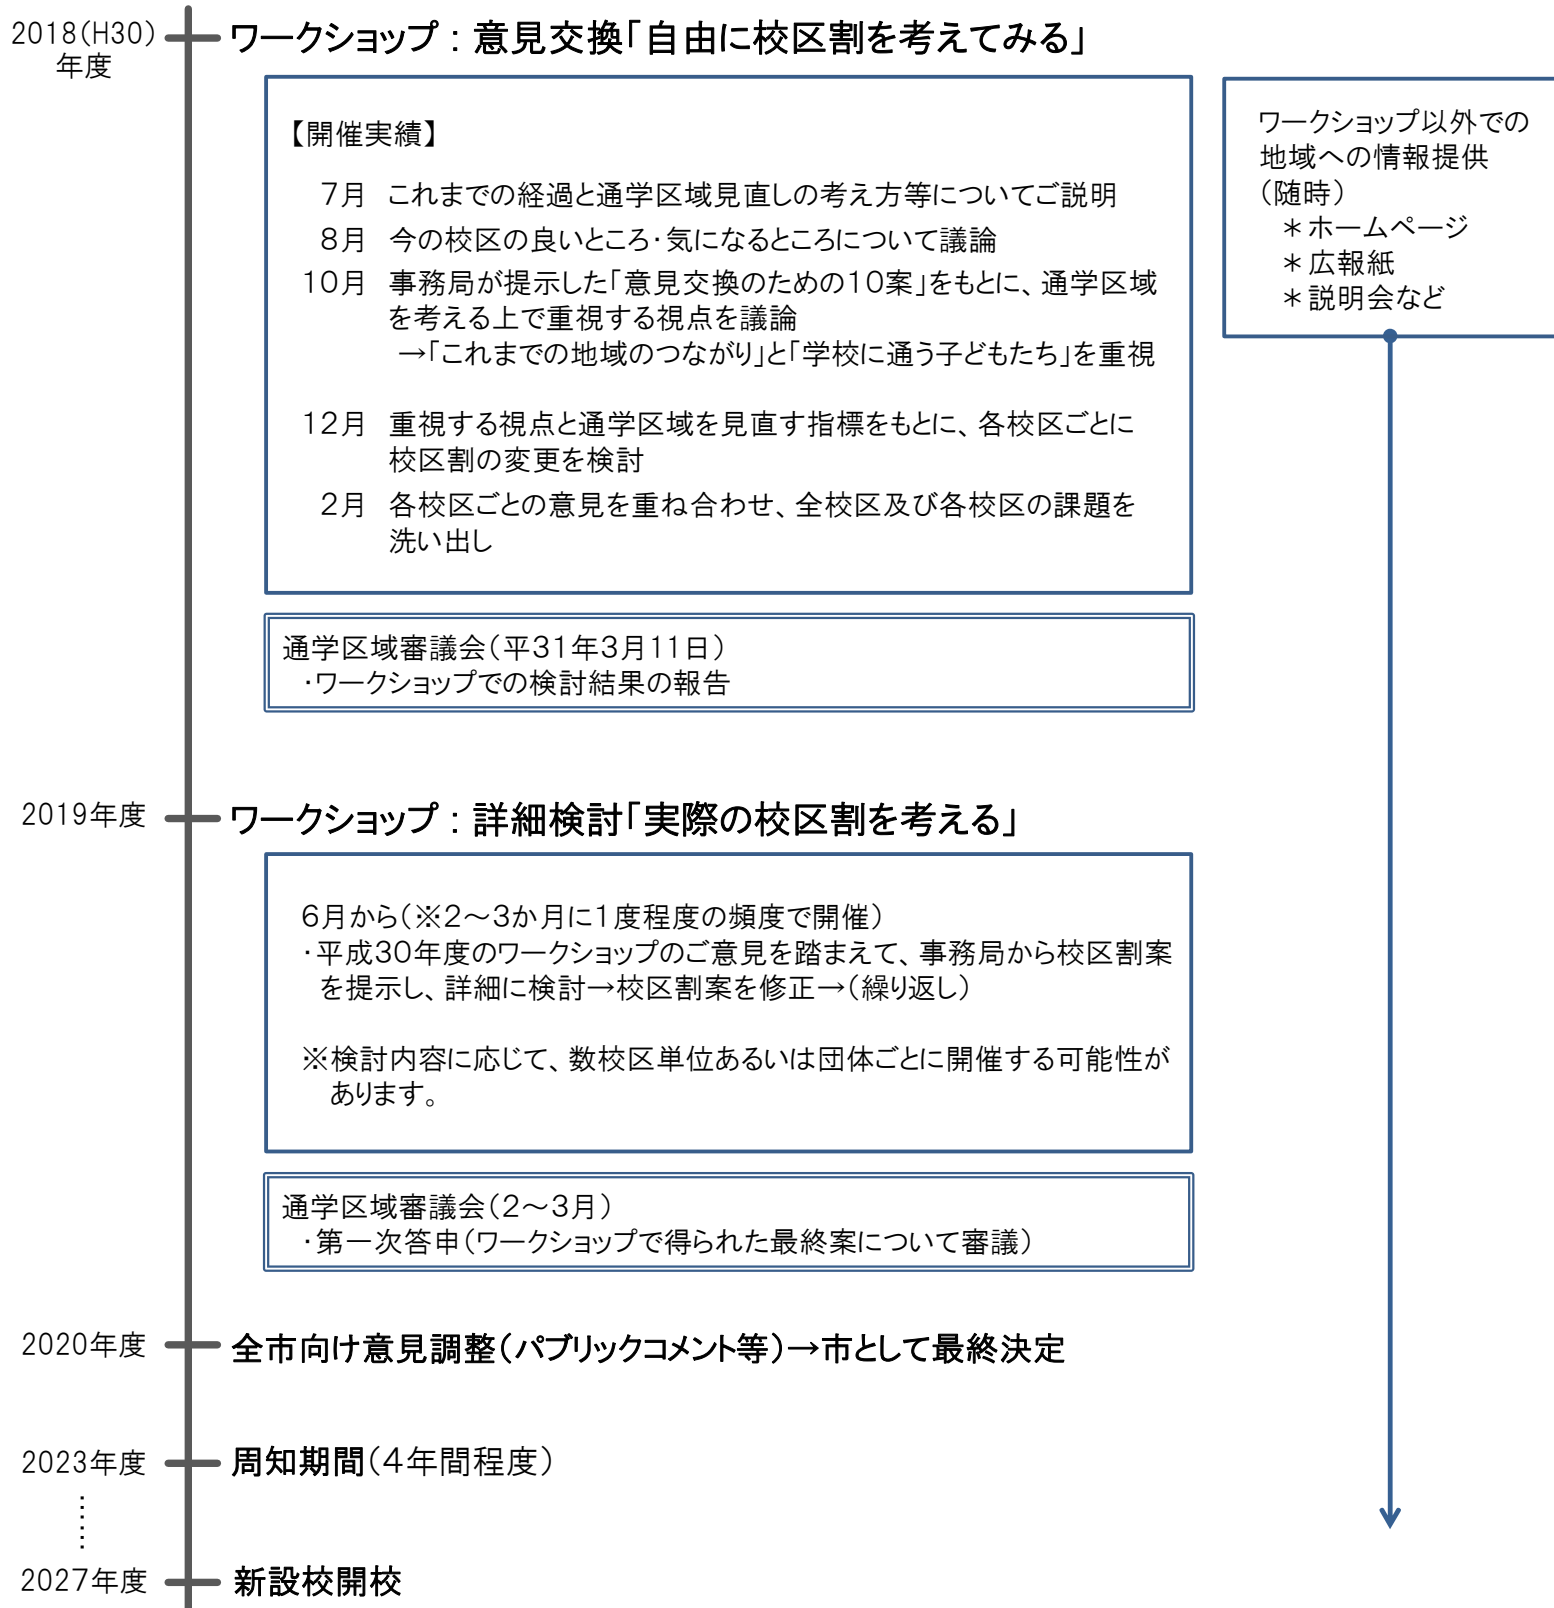 2018(H30)
年度
ワークショップ：意見交換「自由に校区割を考えてみる」
【開催実績】
7月 これまでの経過と通学区域見直しの考え方等についてご説明
8月 今の校区の良いところ・気になるところについて議論
10月 事務局が提示した「意見交換のための10案」をもとに、通学区域
を考える上で重視する視点を議論
→「これまでの地域のつながり」と「学校に通う子どもたち」を重視
12月 重視する視点と通学区域を見直す指標をもとに、各校区ごとに
校区割の変更を検討
2月 各校区ごとの意見を重ね合わせ、全校区及び各校区の課題を
洗い出し
通学区域審議会(平31年3月11日)
・ワークショップでの検討結果の報告
ワークショップ以外での
地域への情報提供
(随時)
＊ホームページ
＊広報紙
＊説明会など
2019年度
ワークショップ：詳細検討「実際の校区割を考える」
6月から(※2～3か月に1度程度の頻度で開催)
・平成30年度のワークショップのご意見を踏まえて、事務局から校区割案
を提示し、詳細に検討→校区割案を修正→(繰り返し)
※検討内容に応じて、数校区単位あるいは団体ごとに開催する可能性が
あります。
通学区域審議会(2～3月)
・第一次答申(ワークショップで得られた最終案について審議)
2020年度
全市向け意見調整(パブリックコメント等)→市として最終決定
2023年度
周知期間(4年間程度)
2027年度
新設校開校